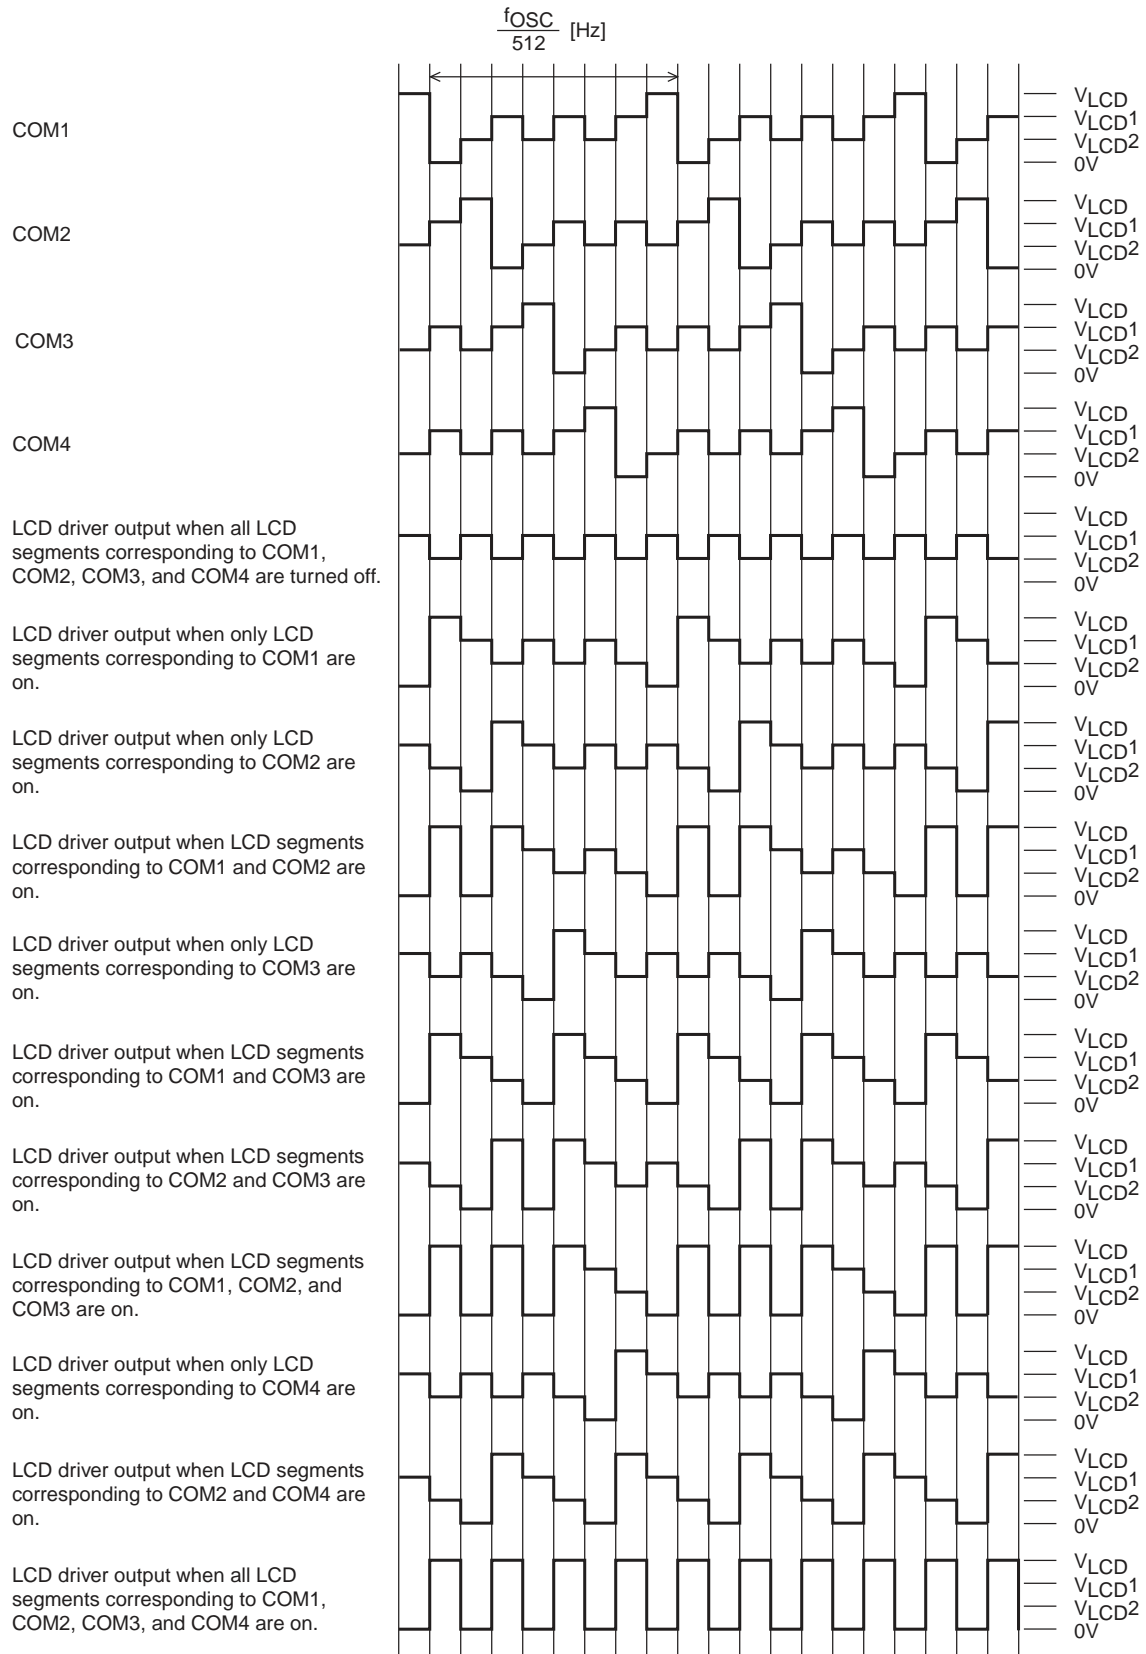 fOSC
512 [Hz]
COM1
VLCD
VLCD1
VLCD2
0V
COM2
VLCD
VLCD1
VLCD2
0V
COM3
VLCD
VLCD1
VLCD2
0V
COM4
VLCD
VLCD1
VLCD2
0V
LCD driver output when all LCD
segments corresponding to COM1,
COM2, COM3, and COM4 are turned off.
VLCD
VLCD1
VLCD2
0V
LCD driver output when only LCD
segments corresponding to COM1 are
on.
VLCD
VLCD1
VLCD2
0V
LCD driver output when only LCD
segments corresponding to COM2 are
on.
VLCD
VLCD1
VLCD2
0V
LCD driver output when LCD segments
corresponding to COM1 and COM2 are
on.
VLCD
VLCD1
VLCD2
0V
LCD driver output when only LCD
segments corresponding to COM3 are
on.
VLCD
VLCD1
VLCD2
0V
LCD driver output when LCD segments
corresponding to COM1 and COM3 are
on.
VLCD
VLCD1
VLCD2
0V
LCD driver output when LCD segments
corresponding to COM2 and COM3 are
on.
VLCD
VLCD1
VLCD2
0V
LCD driver output when LCD segments
corresponding to COM1, COM2, and
COM3 are on.
VLCD
VLCD1
VLCD2
0V
LCD driver output when only LCD
segments corresponding to COM4 are
on.
VLCD
VLCD1
VLCD2
0V
LCD driver output when LCD segments
corresponding to COM2 and COM4 are
on.
VLCD
VLCD1
VLCD2
0V
LCD driver output when all LCD
segments corresponding to COM1,
COM2, COM3, and COM4 are on.
VLCD
VLCD1
VLCD2
0V